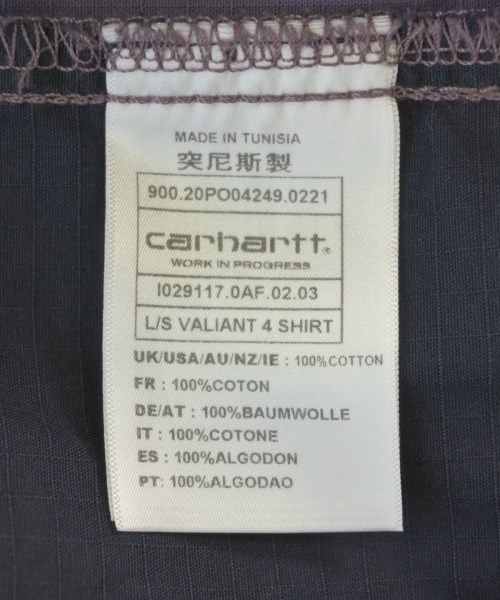 MADE IN TUNISIA
突尼斯製
900.20PO04249.0221
carhartt®
WORK IN PROGRESS
I029117.0AF.02.03
L/S VALIANT 4 SHIRT
UK/USA/AU/NZ/IE : 100%COTTON
FR : 100%COTON
DE/AT : 100%BAUMWOLLE
IT : 100%COTONE
ES : 100%ALGODON
PT: 100%ALGODAO